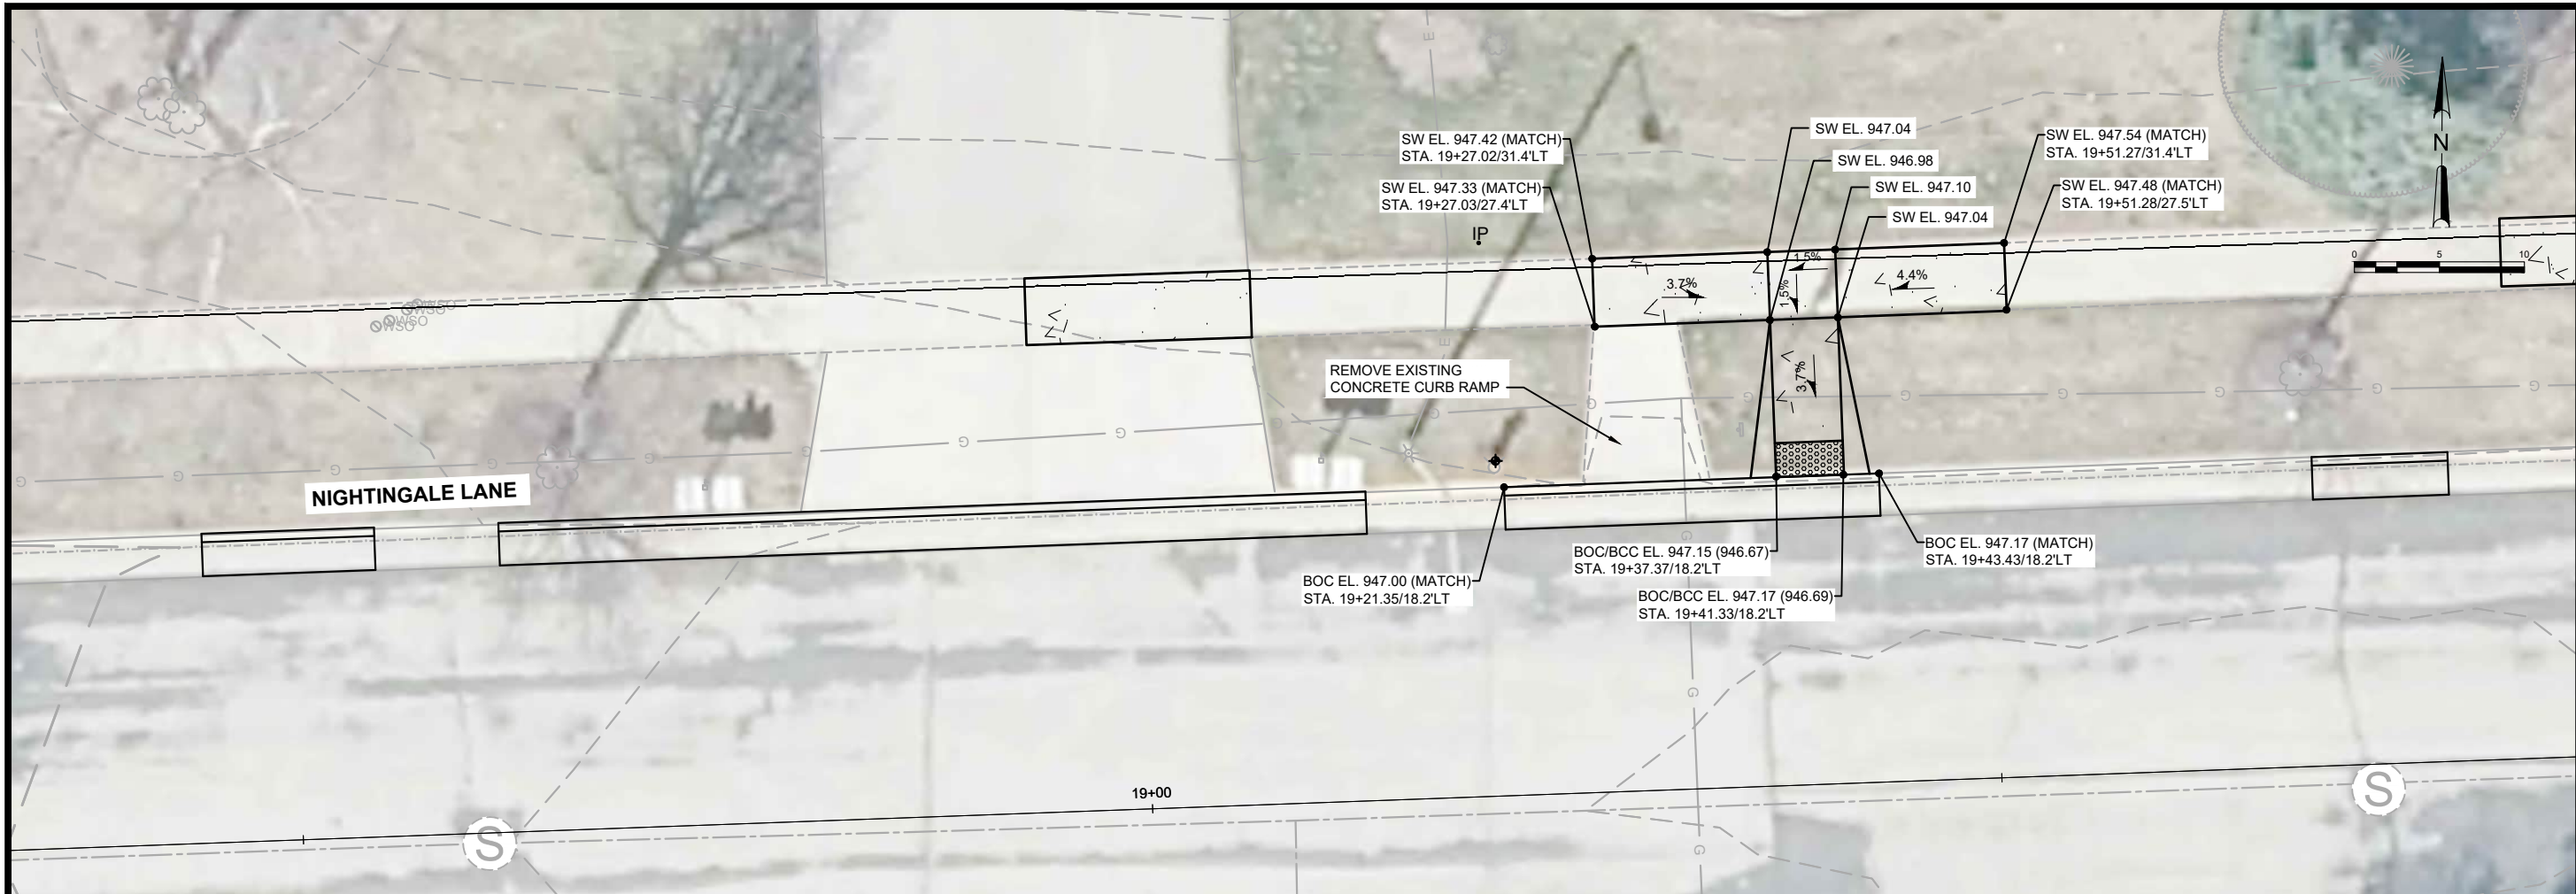 SW EL. 947.42 (MATCH)
STA. 19+27.02/31.4'LT
SW EL. 947.33 (MATCH)
STA. 19+27.03/27.4'LT
SW EL. 947.04
SW EL. 946.98
SW EL. 947.10
SW EL. 947.04
SW EL. 947.54 (MATCH)
STA. 19+51.27/31.4'LT
SW EL. 947.48 (MATCH)
STA. 19+51.28/27.5'LT
N
0 5 10
IP
E
E
3.7%
1.5%
1.5%
4.4%
3.7%
WSO
WSO
WSO
REMOVE EXISTING
CONCRETE CURB RAMP
G G G G G G G G G G G G G G G G G
NIGHTINGALE LANE
BOC EL. 947.00 (MATCH)
STA. 19+21.35/18.2'LT
BOC/BCC EL. 947.15 (946.67)
STA. 19+37.37/18.2'LT
BOC/BCC EL. 947.17 (946.69)
STA. 19+41.33/18.2'LT
BOC EL. 947.17 (MATCH)
STA. 19+43.43/18.2'LT
G
G
G
19+00
S
S